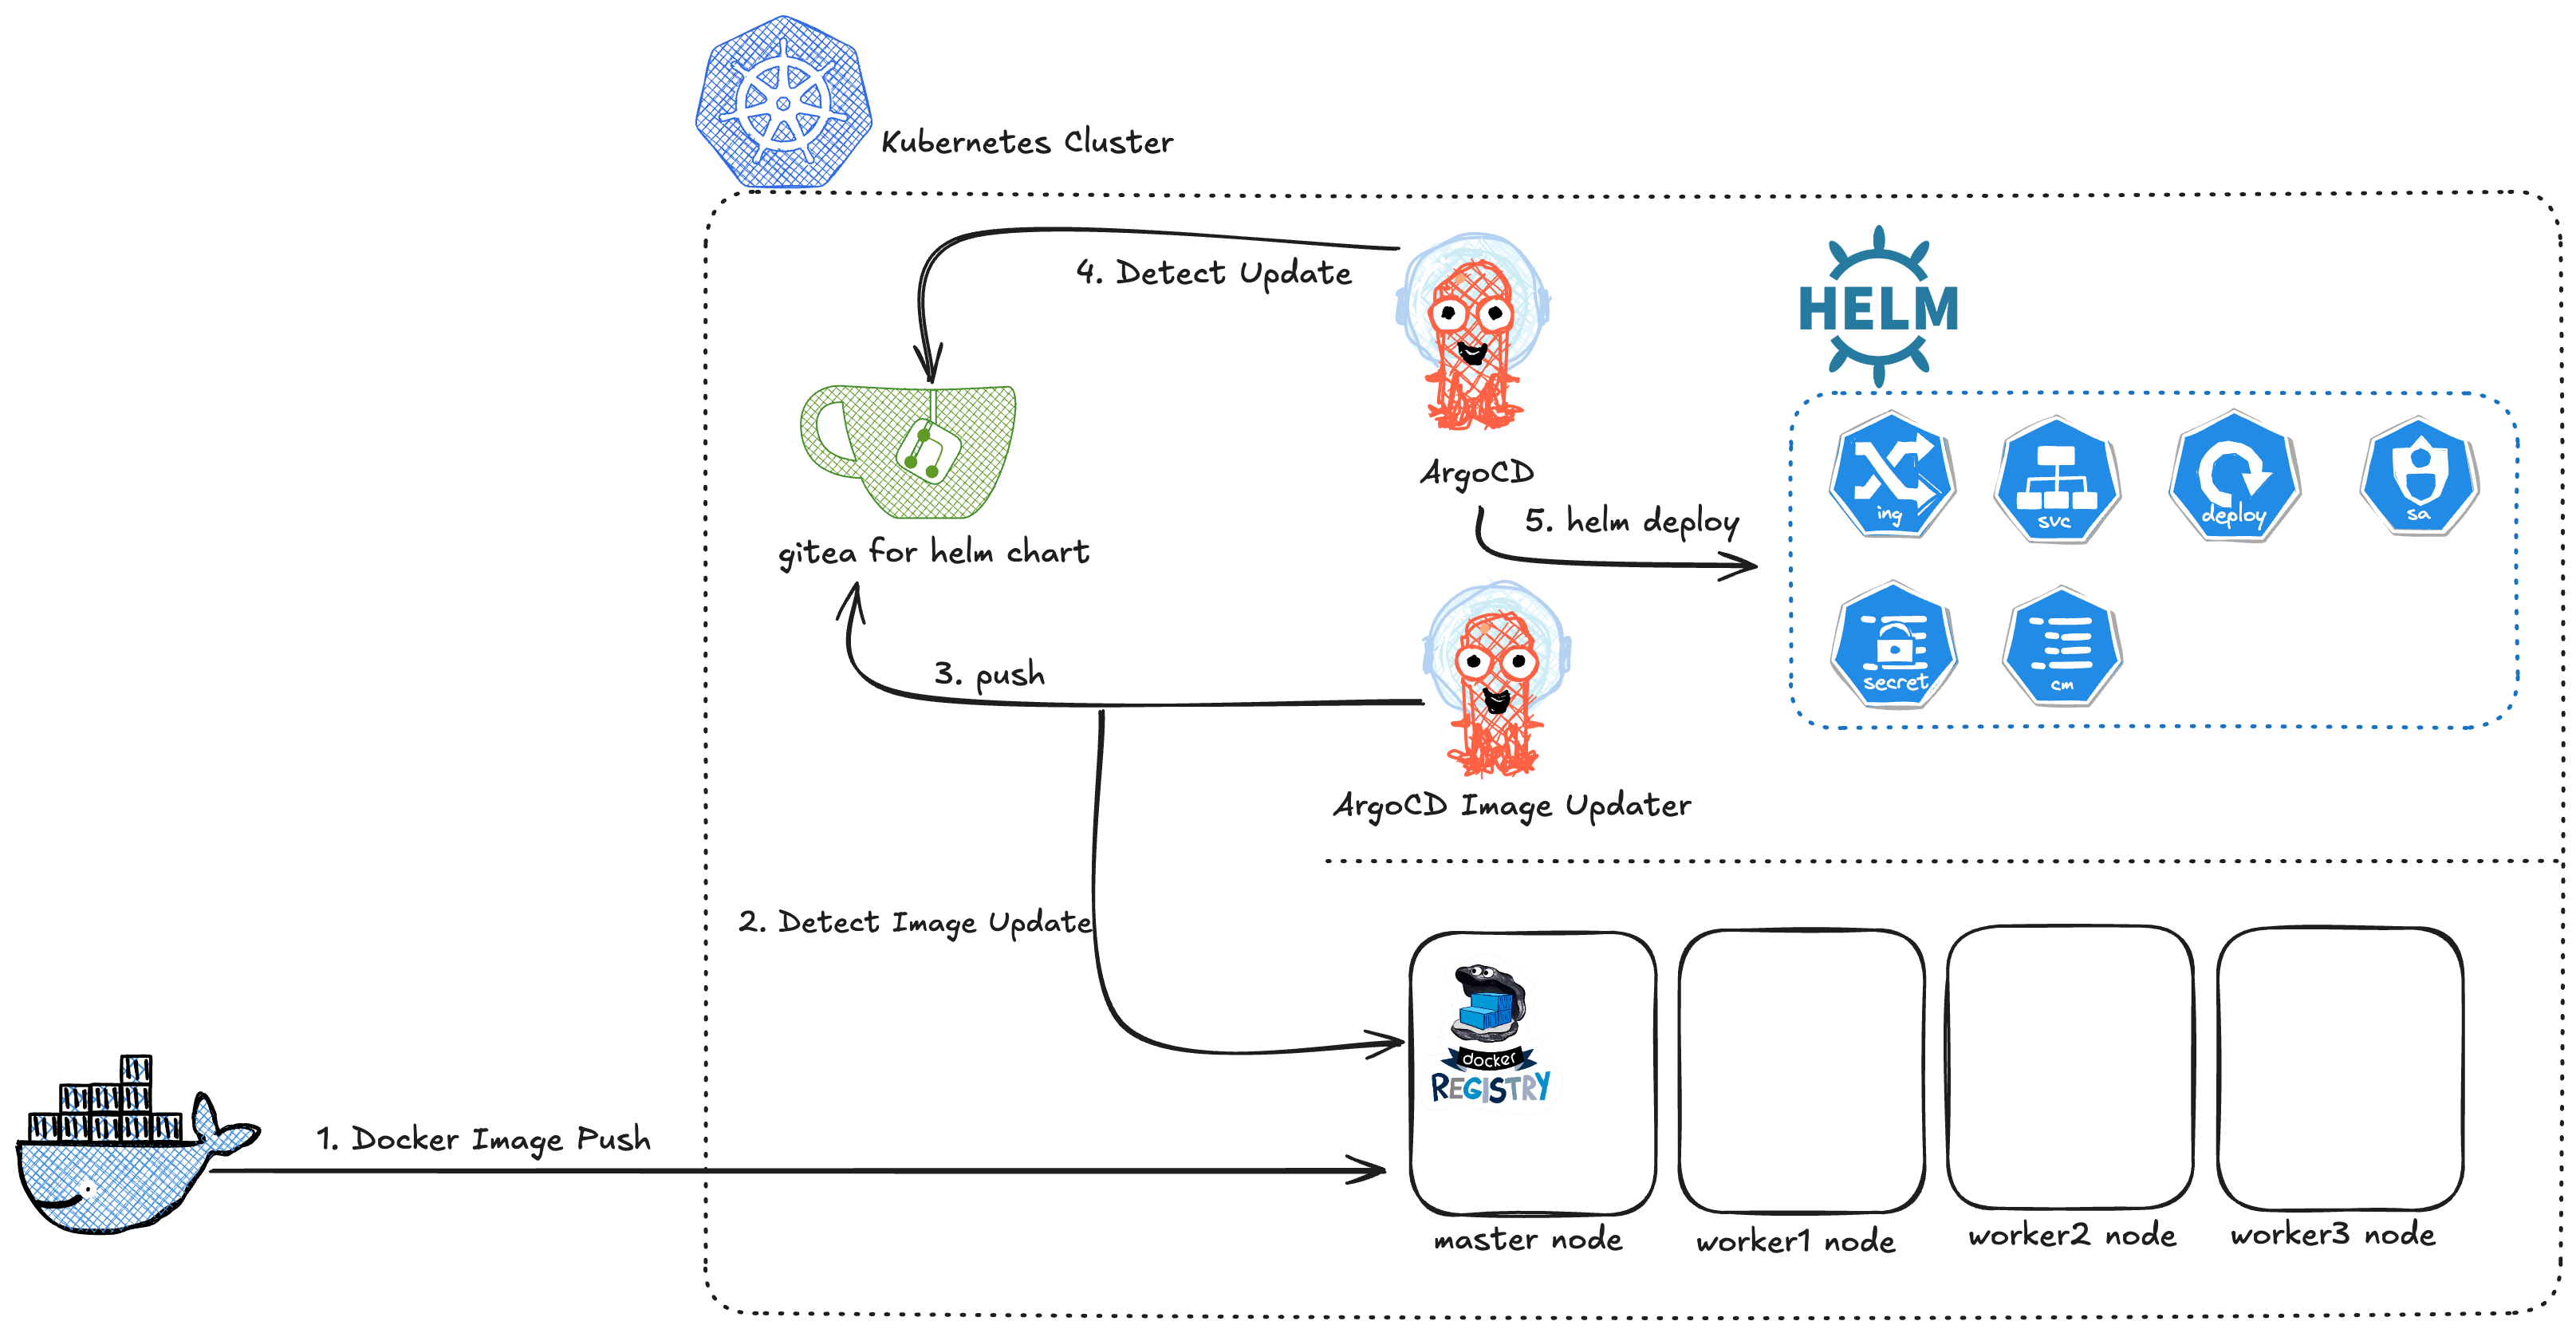 Kubernetes Cluster
4. Detect Update
HELM
ArgoCD
ing
svc
deploy
sa
5. helm deploy
gitea for helm chart
3. push
secret
cm
ArgoCD Image Updater
2. Detect Image Update
docker
REGISTRY
1. Docker Image Push
master node
worker1 node
worker2 node
worker3 node